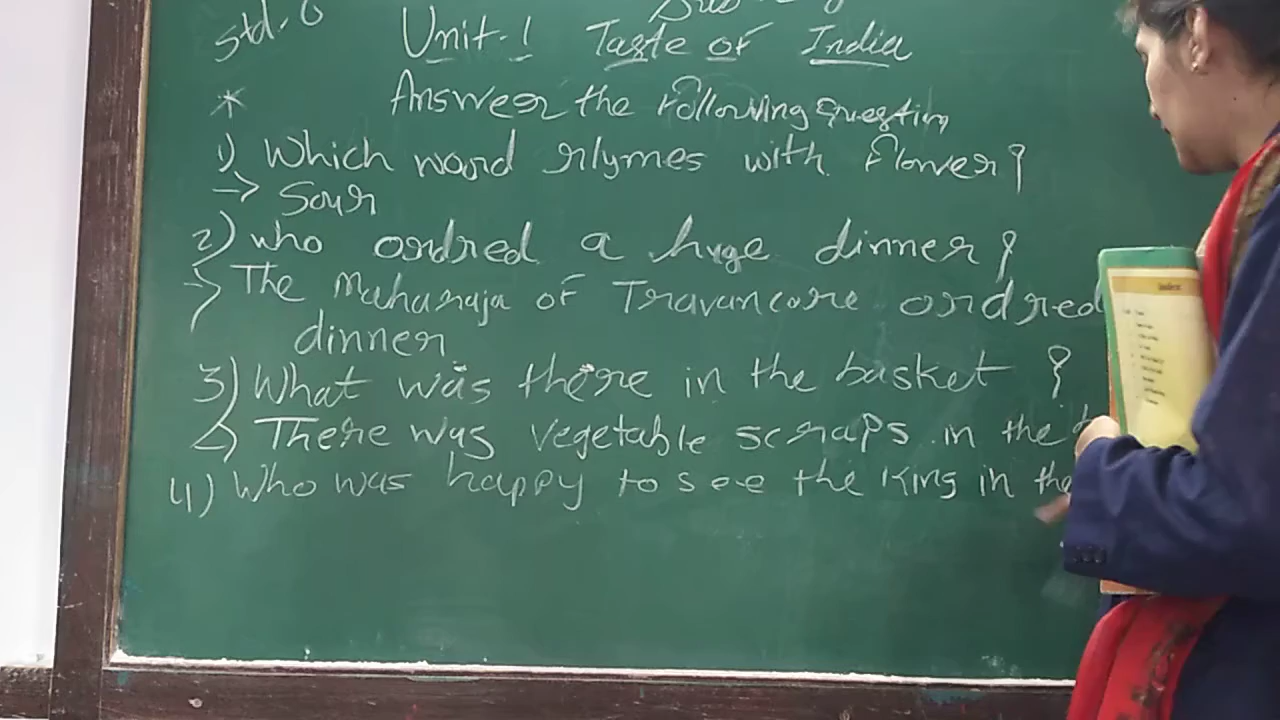 Std. 6
Unit-1 Taste of India
* Answer the Following Question
1) Which word rhymes with flower?
-> Sour
2) who ordred a huge dinner?
-> The Maharaja of Travancore ordred
dinner
3) What was there in the basket ?
-> There was vegetable scraps in the
4) Who was happy to see the King in the